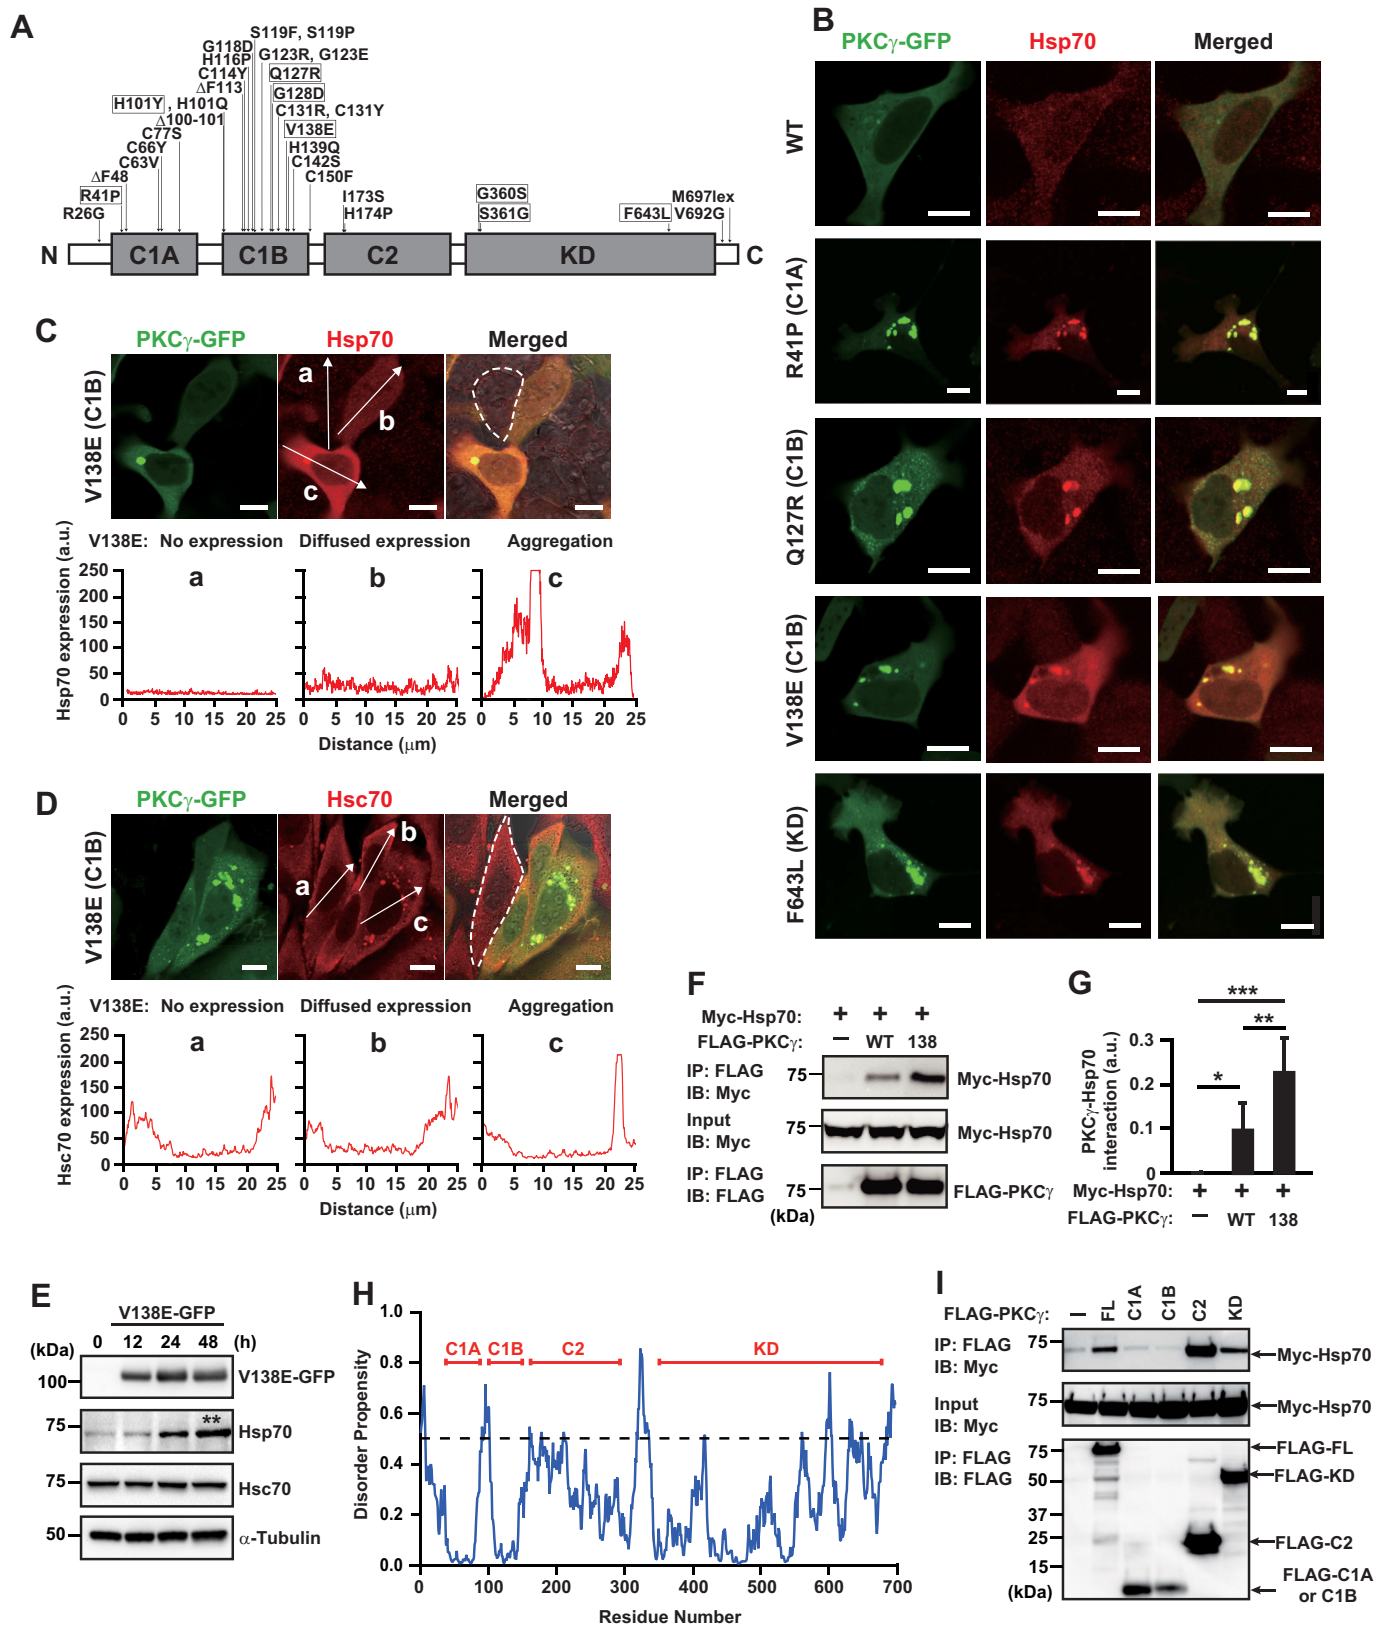 A
S119F, S119P
G118D
H116P
G123R, G123E
C114Y
Q127R
ΔF113
G128D
H101Y , H101Q
C131R, C131Y
Δ100-101
V138E
C77S
H139Q
C66Y
C142S
C63V
C150F
ΔF48
R41P
I173S
G360S
M697Iex
R26G
H174P
S361G
F643L
V692G
N
C1A
C1B
C2
KD
C
B
PKCγ-GFP
Hsp70
Merged
WT
R41P (C1A)
Q127R (C1B)
V138E (C1B)
F643L (KD)
C
PKCγ-GFP
Hsp70
Merged
V138E (C1B)
a
b
c
V138E: No expression
Diffused expression
Aggregation
Hsp70 expression (a.u.)
a
b
c
250
200
150
100
50
0
0 5 10 15 20 25
0 5 10 15 20 25
0 5 10 15 20 25
Distance (μm)
D
PKCγ-GFP
Hsc70
Merged
V138E (C1B)
a
b
c
V138E: No expression
Diffused expression
Aggregation
Hsc70 expression (a.u.)
a
b
c
250
200
150
100
50
0
0 5 10 15 20 25
0 5 10 15 20 25
0 5 10 15 20 25
Distance (μm)
E
V138E-GFP
0 12 24 48 (h)
(kDa)
100
V138E-GFP
75
**
Hsp70
75
Hsc70
50
α-Tubulin
F
Myc-Hsp70: + + +
FLAG-PKCγ: – WT 138
IP: FLAG
IB: Myc
75
Myc-Hsp70
Input
IB: Myc
75
Myc-Hsp70
IP: FLAG
IB: FLAG
75
FLAG-PKCγ
(kDa)
G
***
**
*
PKCγ-Hsp70
interaction (a.u.)
0.3
0.2
0.1
0
Myc-Hsp70: + + +
FLAG-PKCγ: – WT 138
H
Disorder Propensity
1.0
0.8
0.6
0.4
0.2
0.0
C1A
C1B
C2
KD
0 100 200 300 400 500 600 700
Residue Number
I
FLAG-PKCγ: – FL C1A C1B C2 KD
IP: FLAG
IB: Myc
75
Myc-Hsp70
Input
IB: Myc
75
Myc-Hsp70
IP: FLAG
IB: FLAG
75
50
37
25
15
(kDa)
FLAG-FL
FLAG-KD
FLAG-C2
FLAG-C1A
or C1B